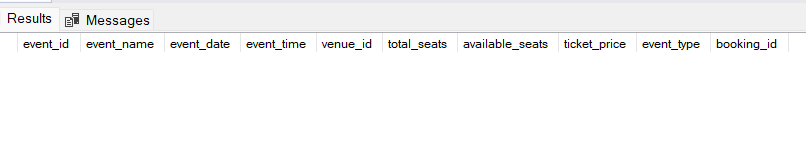 Results Messages
event_id event_name event_date event_time venue_id total_seats available_seats ticket_price event_type booking_id